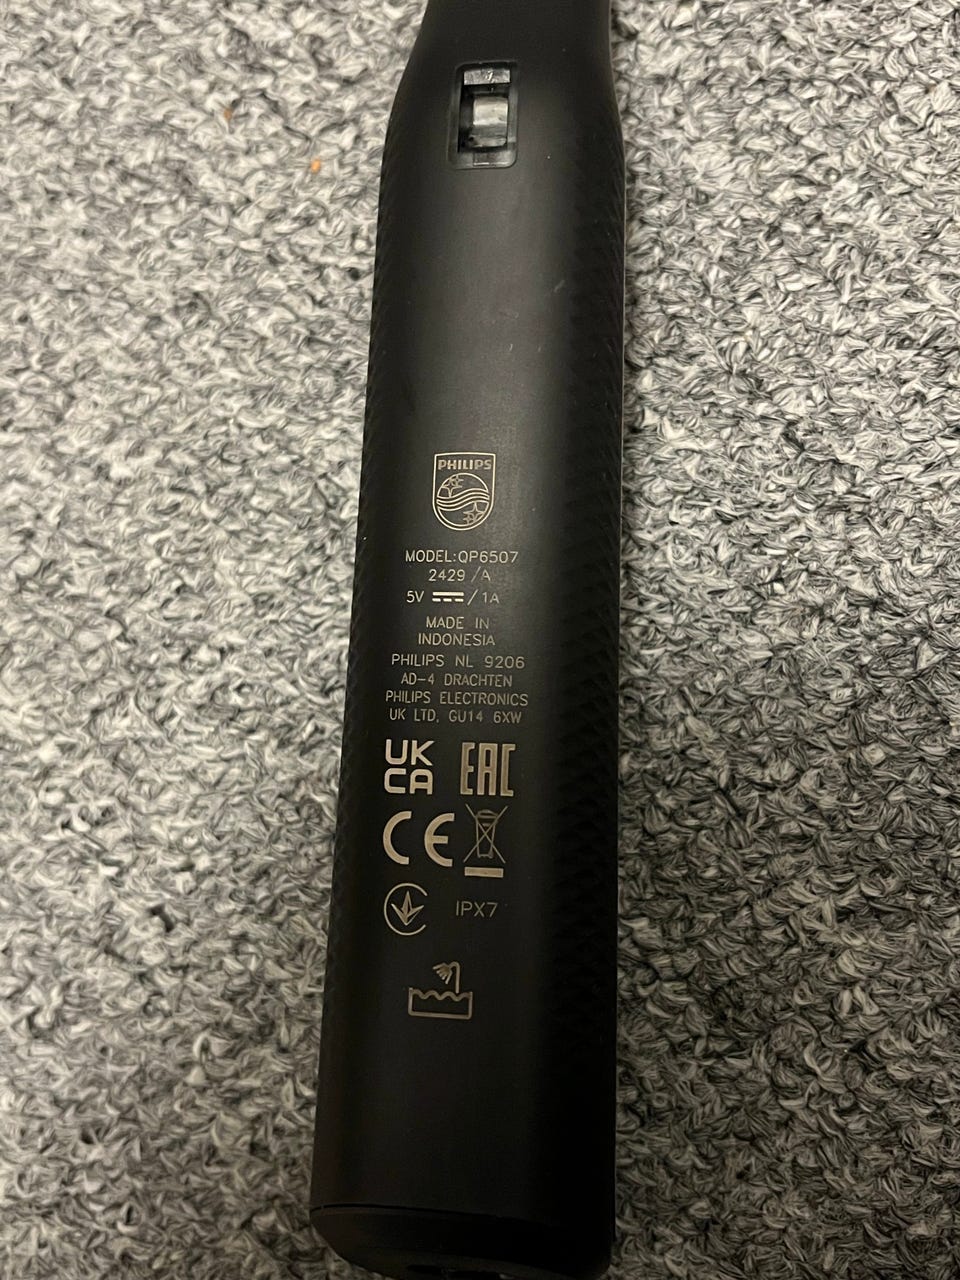 PHILIPS
MODEL:QP6507
2429 /A
5V / 1A
MADE IN
INDONESIA
PHILIPS NL 9206
AD-4 DRACHTEN
PHILIPS ELECTRONICS
UK LTD, GU14 6XW
UK EAC
CA
CE
IPX7